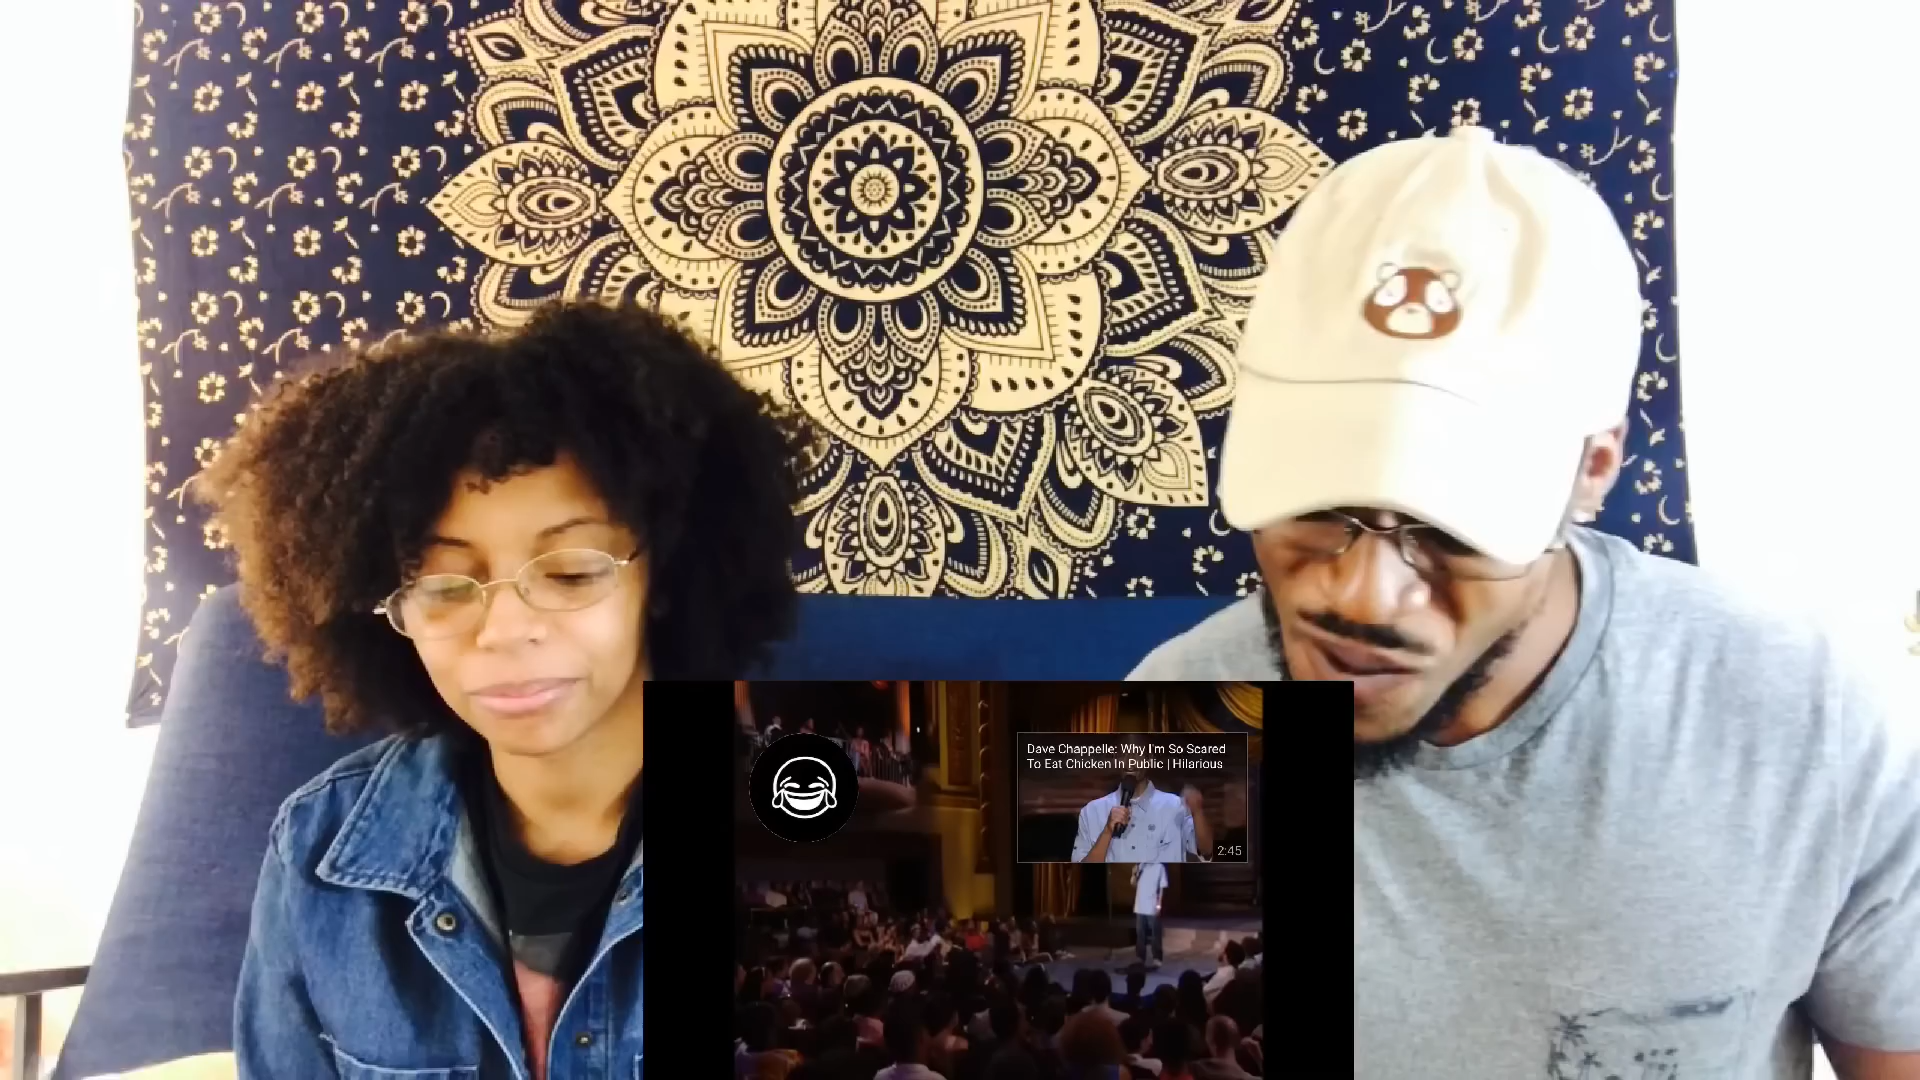 Dave Chappelle: Why I'm So Scared
To Eat Chicken In Public | Hilarious
2:45